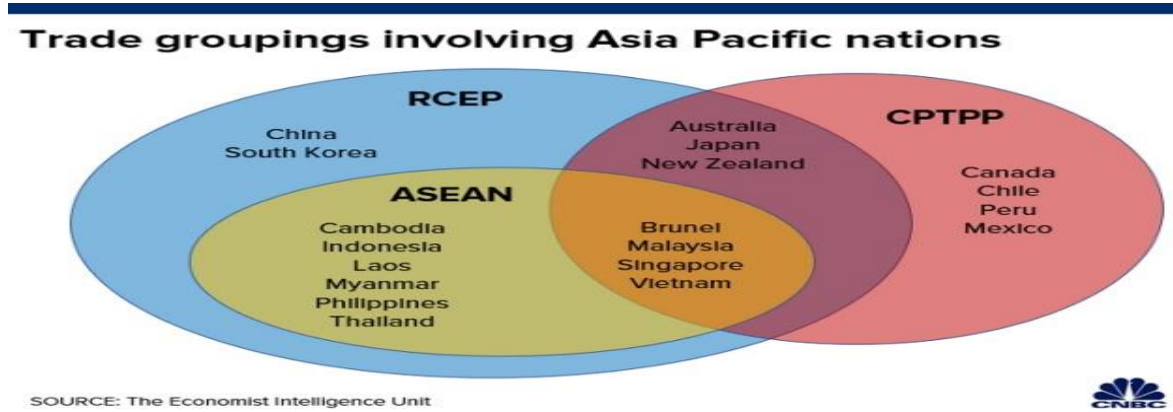 Trade groupings involving Asia Pacific nations
RCEP
China
South Korea
Australia
Japan
New Zealand
CPTPP
Canada
Chile
Peru
Mexico
ASEAN
Cambodia
Indonesia
Laos
Myanmar
Philippines
Thailand
Brunei
Malaysia
Singapore
Vietnam
SOURCE: The Economist Intelligence Unit
CNBC